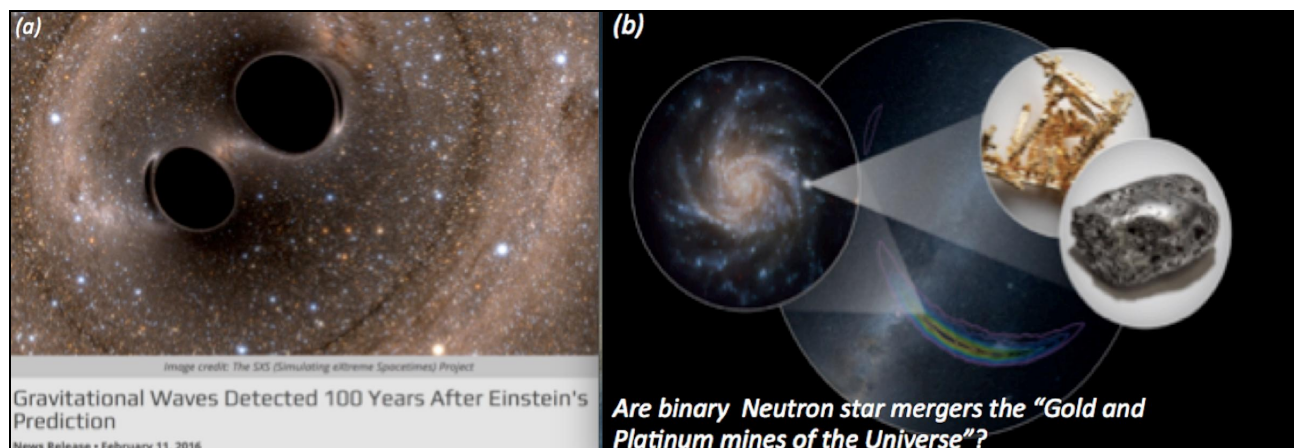 (a)
Image credit: The SXS (Simulating eXtreme Spacetimes) Project
Gravitational Waves Detected 100 Years After Einstein's
Prediction
News Release • February 11, 2016
(b)
Are binary Neutron star mergers the “Gold and
Platinum mines of the Universe”?